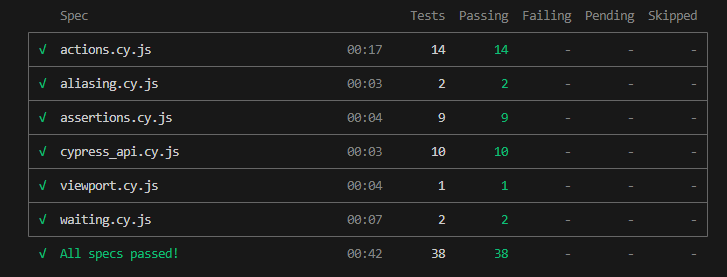 Spec Tests Passing Failing Pending Skipped
√ actions.cy.js 00:17 14 14 - - -
√ aliasing.cy.js 00:03 2 2 - - -
√ assertions.cy.js 00:04 9 9 - - -
√ cypress_api.cy.js 00:03 10 10 - - -
√ viewport.cy.js 00:04 1 1 - - -
√ waiting.cy.js 00:07 2 2 - - -
√ All specs passed! 00:42 38 38 - - -